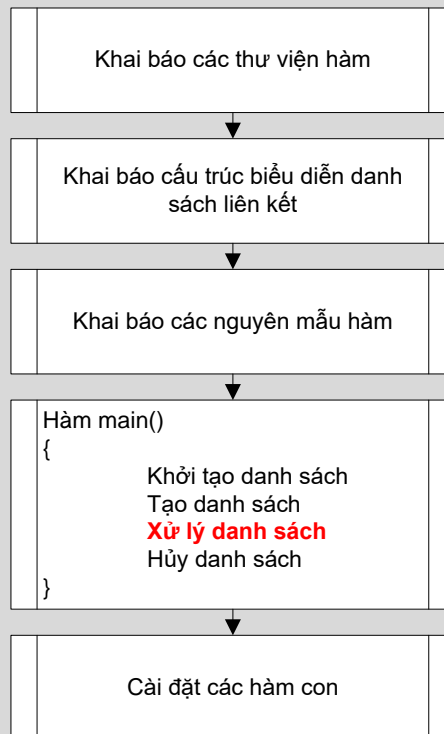 Khai báo các thư viện hàm
Khai báo cấu trúc biểu diễn danh
sách liên kết
Khai báo các nguyên mẫu hàm
Hàm main()
{
Khởi tạo danh sách
Tạo danh sách
Xử lý danh sách
Hủy danh sách
}
Cài đặt các hàm con